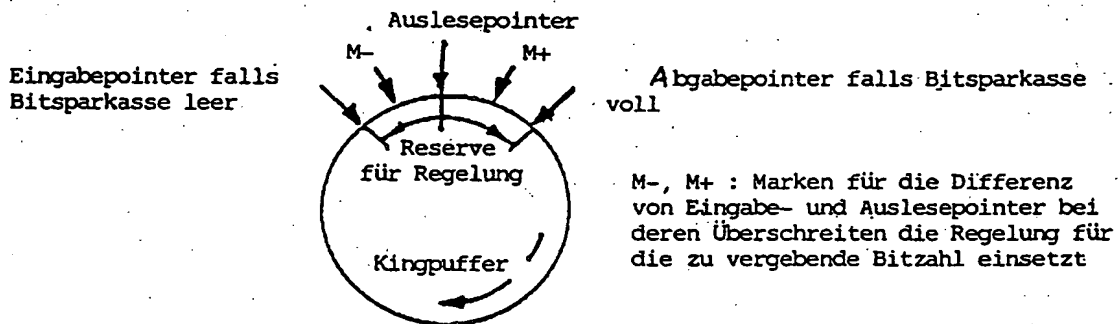 Auslesepointer
M-
M+
Eingabepointer falls
Bitsparkasse leer
Abgabepointer falls Bitsparkasse
voll
Reserve
für Regelung
M-, M+ : Marken für die Differenz
von Eingabe- und Auslesepointer bei
deren Überschreiten die Regelung für
die zu vergebende Bitzahl einsetzt
Kingpuffer